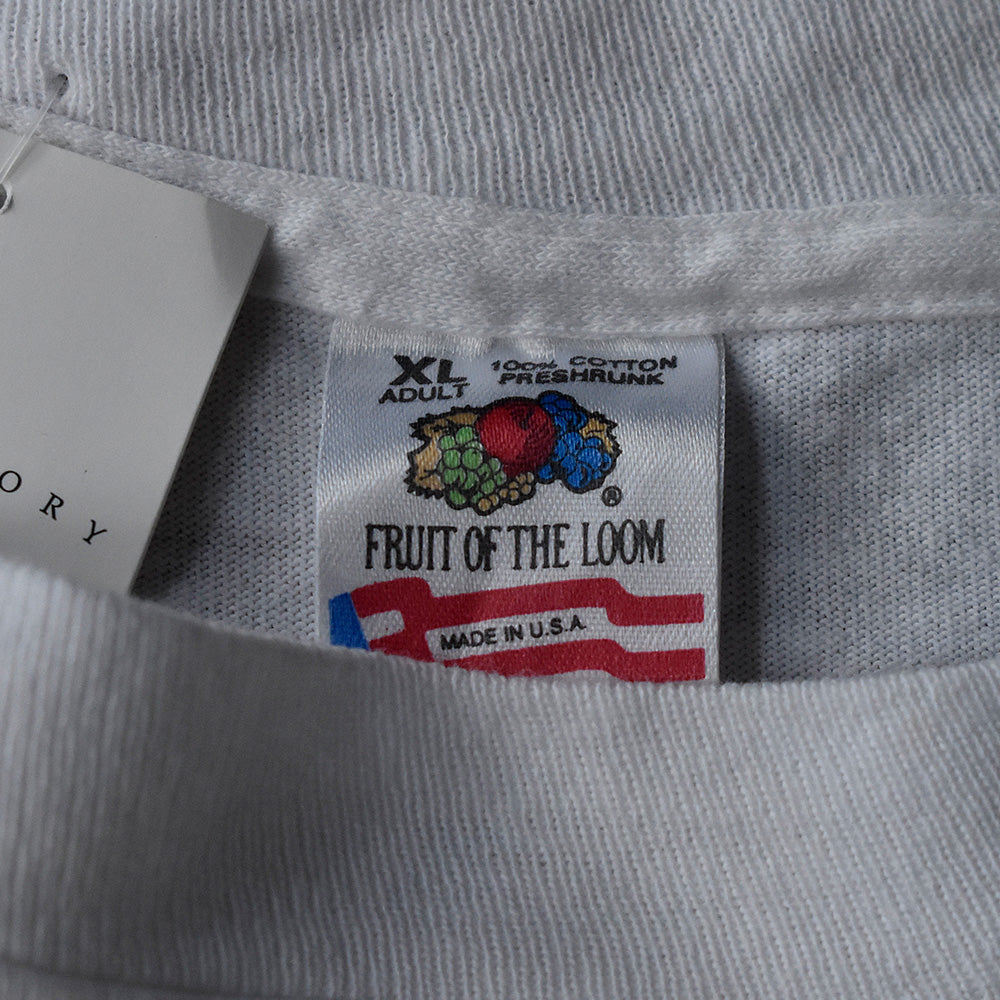 XL
ADULT
100% COTTON
PRESHRUNK
®
FRUIT OF THE LOOM
MADE IN U.S.A.
ORY